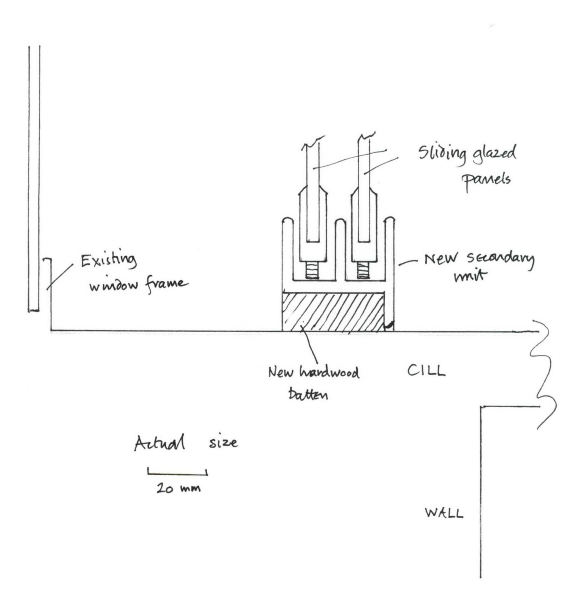 Sliding glazed
panels
Existing
window frame
New secondary
unit
New hardwood
batten
CILL
Actual size
20 mm
WALL